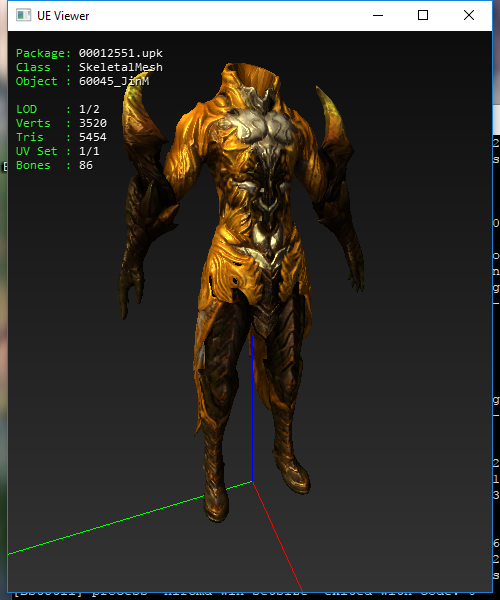 UE Viewer
Package: 00012551.upk
Class : SkeletalMesh
Object : 60045_JinM
LOD : 1/2
Verts : 3520
Tris : 5454
UV Set : 1/1
Bones : 86